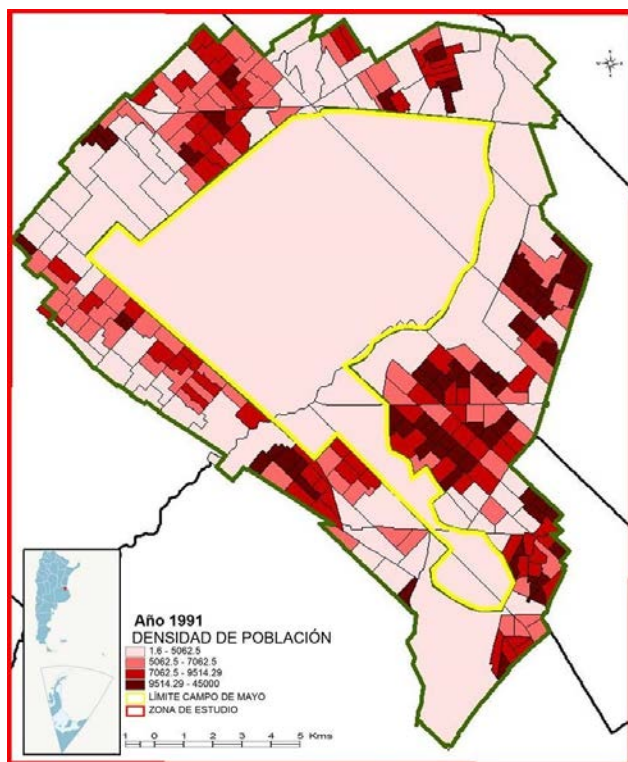 Año 1991
DENSIDAD DE POBLACIÓN
1.6 - 5062.5
5062.5 - 7062.5
7062.5 - 9514.29
9514.29 - 45000
LÍMITE CAMPO DE MAYO
ZONA DE ESTUDIO
1 0 1 2 3 4 5 Kms